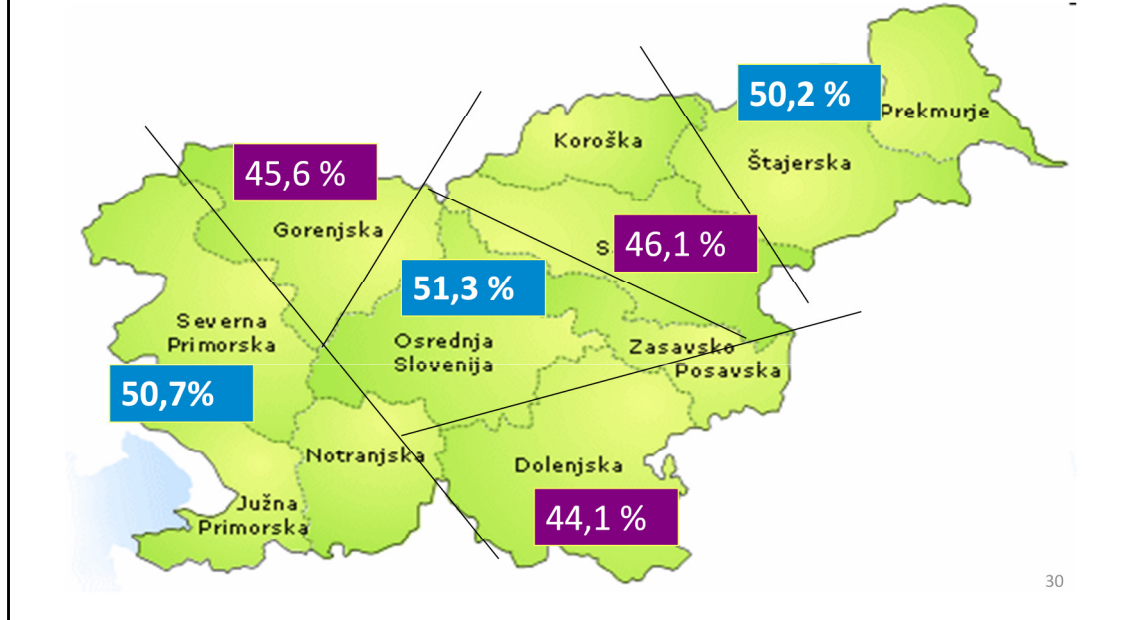 50,2 %
Prekmurje
Koroška
Štajerska
45,6 %
Gorenjska
S
46,1 %
51,3 %
Severna
Primorska
Osrednja
Slovenija
Zasavsko
Posavska
50,7%
Notranjska
Dolenjska
Južna
Primorska
44,1 %
30